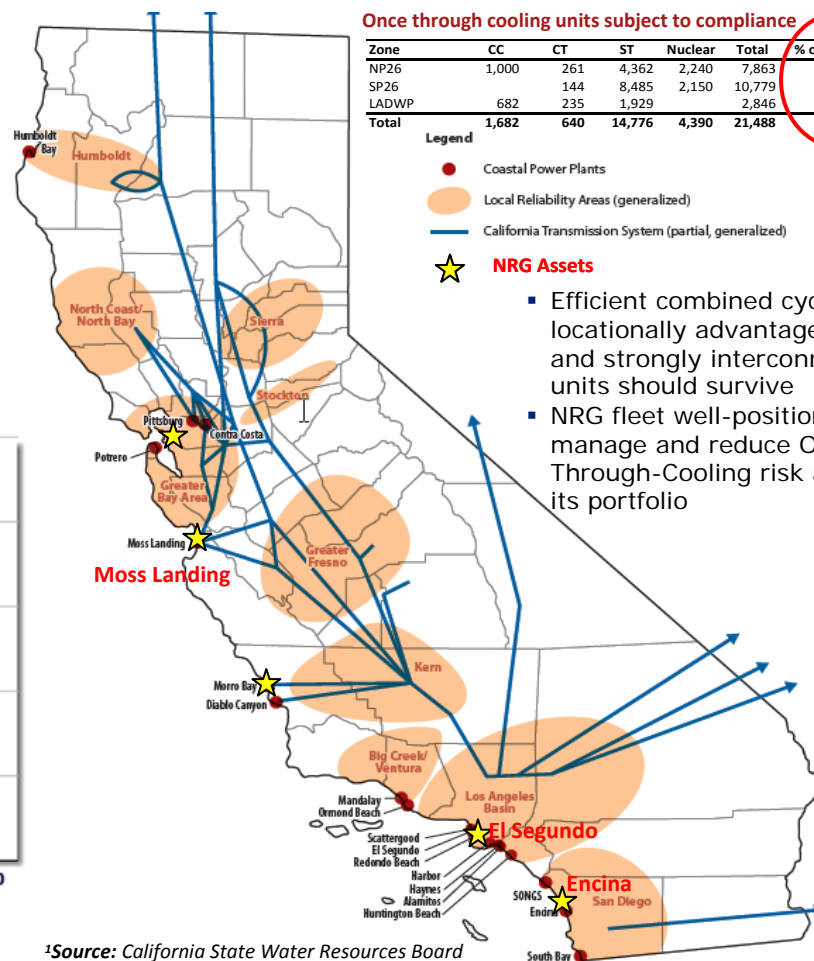 Once through cooling units subject to compliance
Zone CC CT ST Nuclear Total %
NP26 1,000 261 4,362 2,240 7,863
SP26 144 8,485 2,150 10,779
LADWP 682 235 1,929 2,846
Total 1,682 640 14,776 4,390 21,488
Legend
Coastal Power Plants
Local Reliability Areas (generalized)
California Transmission System (partial, generalized)
NRG Assets
▪ Efficient combined cyc
locationally advantage
and strongly interconn
units should survive
▪ NRG fleet well-position
manage and reduce O
Through-Cooling risk a
its portfolio
Humboldt
Bay
Humboldt
North Coast/
North Bay
Sierra
Stockton
Pittsburg
Contra Costa
Potrero
Greater
Bay Area
Moss Landing
Moss Landing
Greater
Fresno
Kern
Morro Bay
Diablo Canyon
Big Creek/
Ventura
Mandalay
Ormond Beach
Los Angeles
Basin
El Segundo
Scattergood
El Segundo
Redondo Beach
Harbor
Haynes
Alamitos
Huntington Beach
SONGS
Encina
Encina
San Diego
South Bay
0
¹Source: California State Water Resources Board